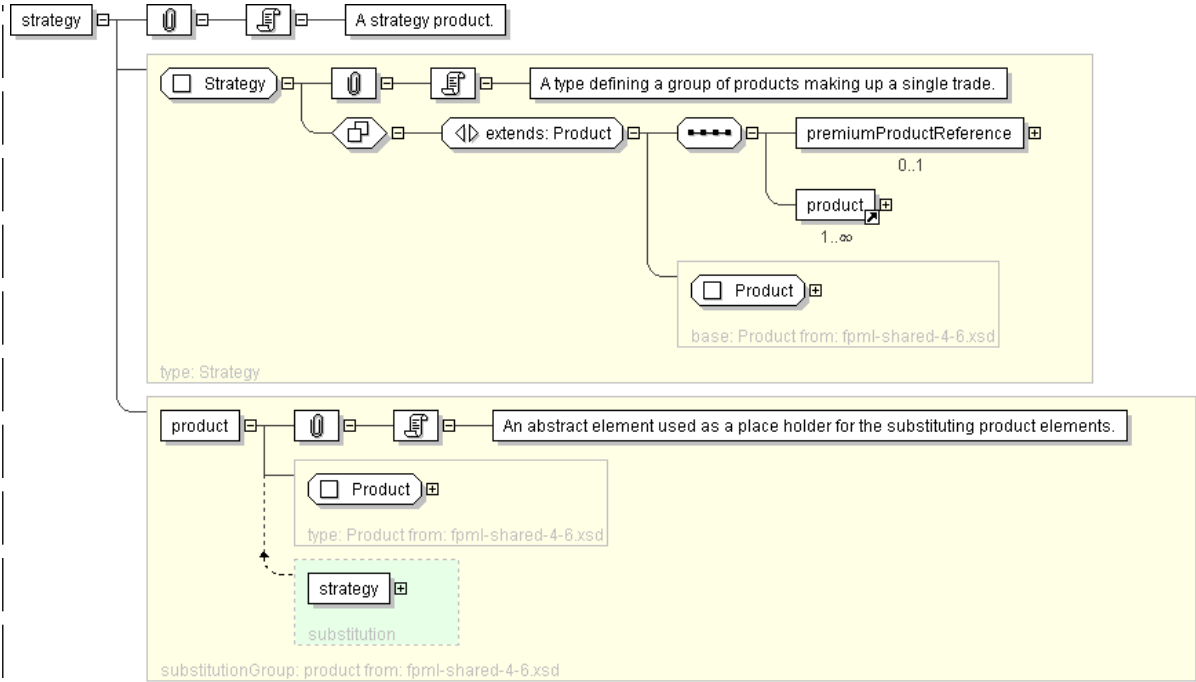 strategy
A strategy product.
Strategy
A type defining a group of products making up a single trade.
extends: Product
premiumProductReference
0..1
product
1..∞
Product
base: Product from: fpml-shared-4-6.xsd
type: Strategy
product
An abstract element used as a place holder for the substituting product elements.
Product
type: Product from: fpml-shared-4-6.xsd
strategy
substitution
substitutionGroup: product from: fpml-shared-4-6.xsd